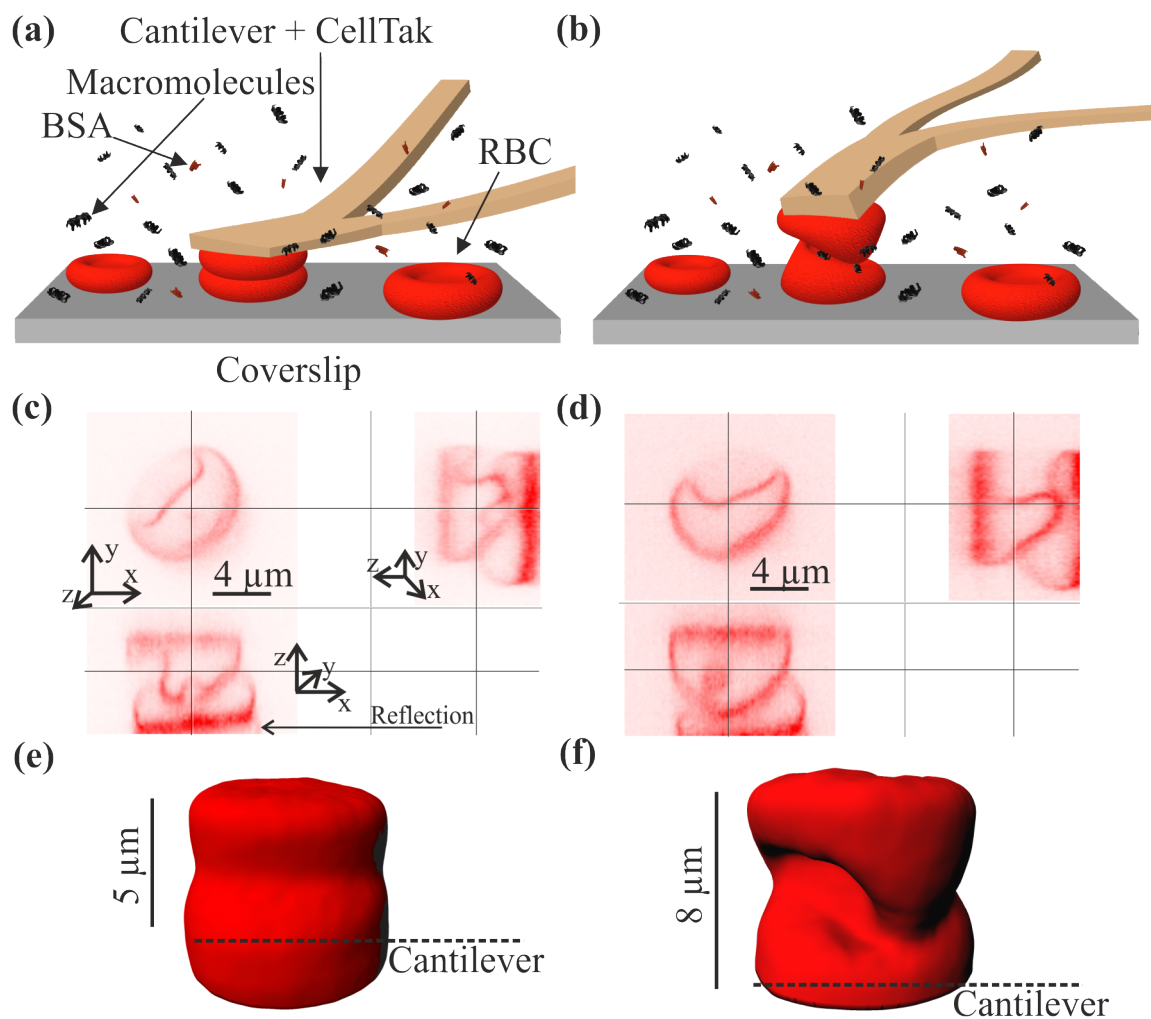 (a)
Cantilever + CellTak
(b)
Macromolecules
BSA
RBC
Coverslip
(c)
(d)
y
x
z
4 μm
z
y
x
4 μm
z
y
x
Reflection
(e)
(f)
5 μm
8 μm
Cantilever
Cantilever